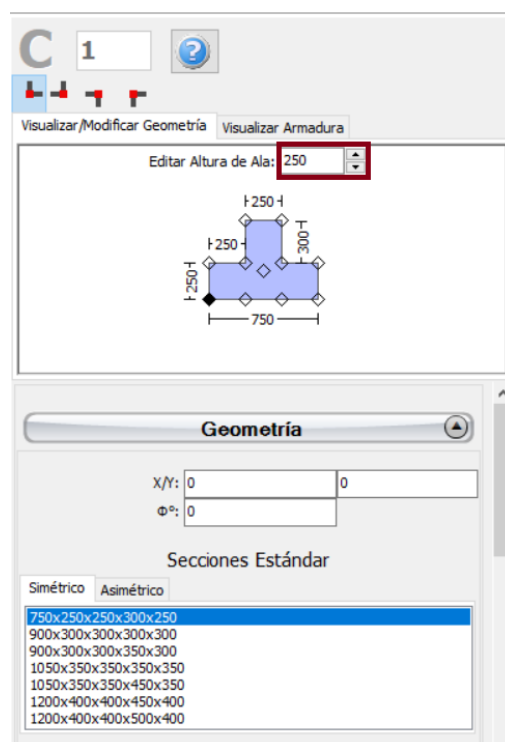 C 1
Visualizar/Modificar Geometría Visualizar Armadura
Editar Altura de Ala: 250
250
250 300
250
750
Geometría
X/Y: 0 0
Φ°: 0
Secciones Estándar
Simétrico Asimétrico
750x250x250x300x250
900x300x300x300x300
900x300x300x350x300
1050x350x350x350x350
1050x350x350x450x350
1200x400x400x450x400
1200x400x400x500x400